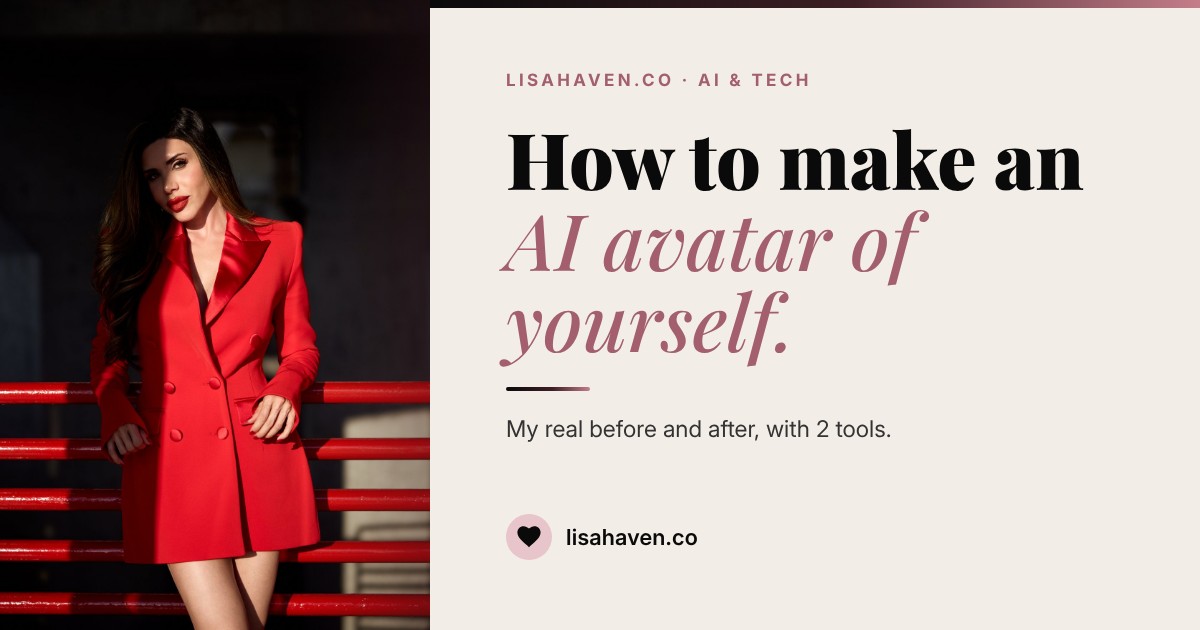 LISAHAVEN.CO · AI & TECH
How to make an
AI avatar of
yourself.
My real before and after, with 2 tools.
lisahaven.co